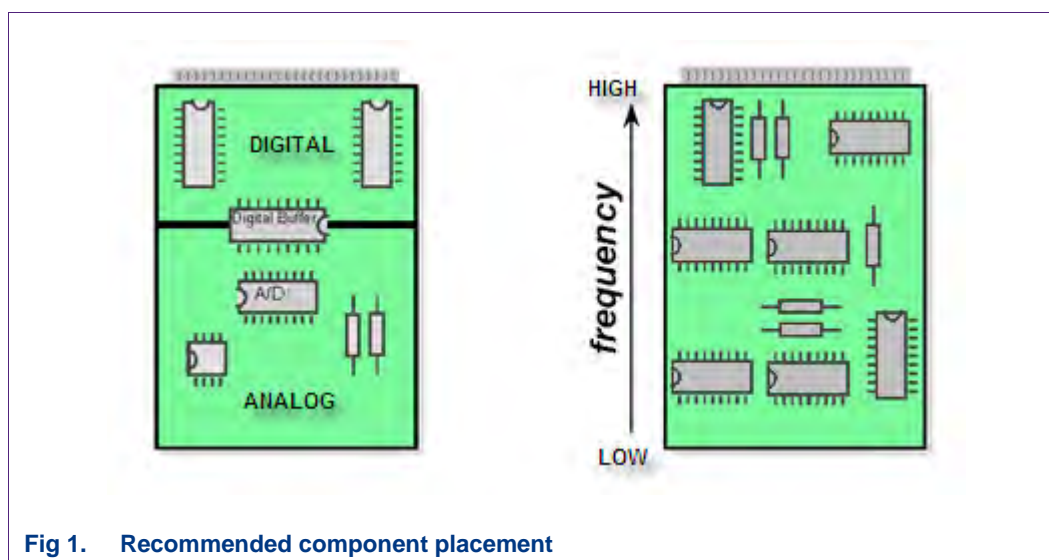 DIGITAL
Digital Buffer
A/D
ANALOG
HIGH
frequency
LOW
Fig 1. Recommended component placement